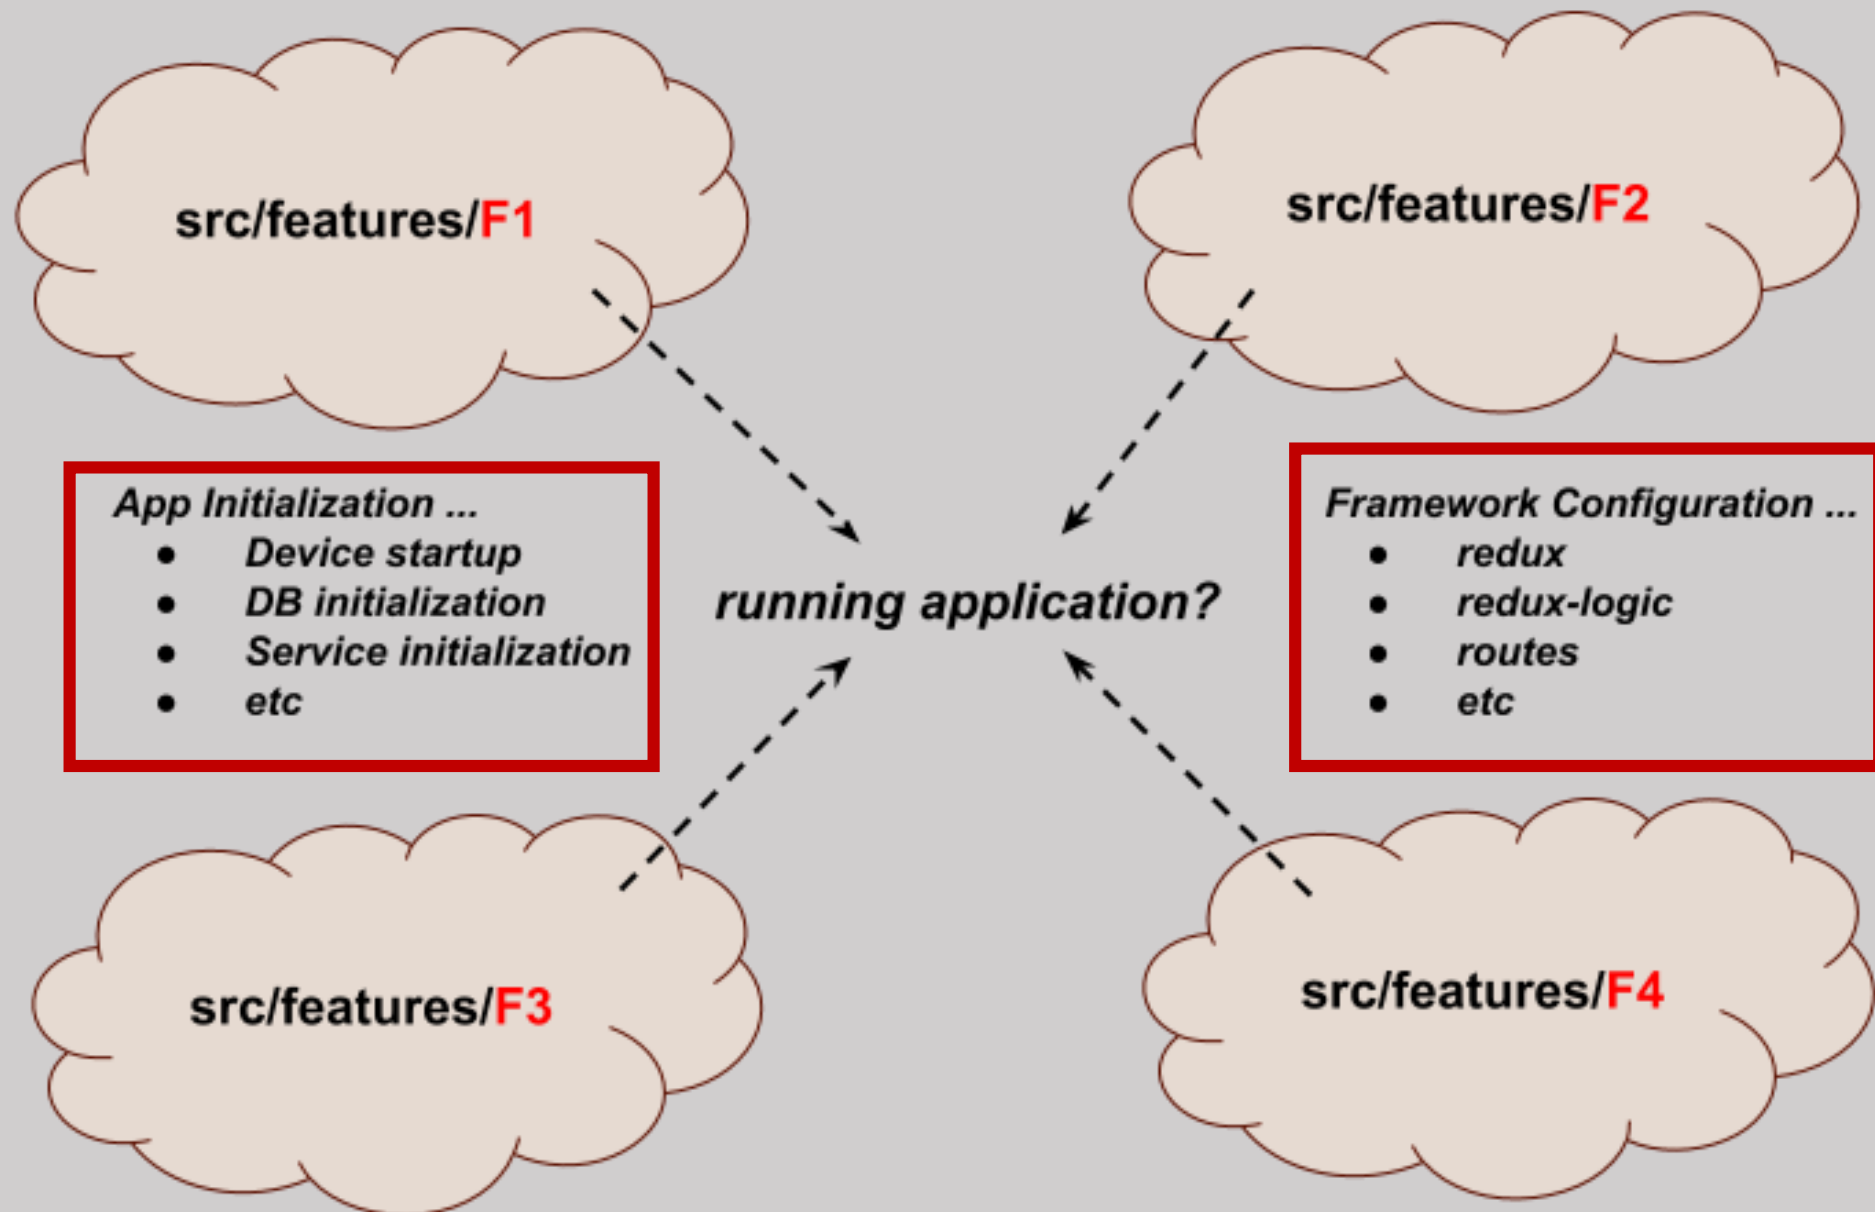 src/features/F1
src/features/F2
App Initialization ...
● Device startup
● DB initialization
● Service initialization
● etc
running application?
Framework Configuration ...
● redux
● redux-logic
● routes
● etc
src/features/F3
src/features/F4